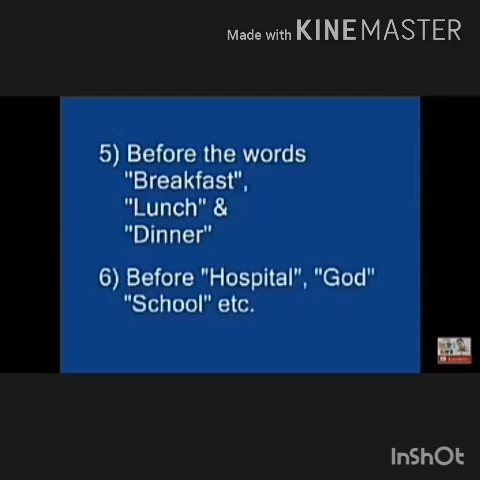 Made with KINEMASTER
5) Before the words
"Breakfast",
"Lunch" &
"Dinner"
6) Before "Hospital", "God"
"School" etc.
InShOt